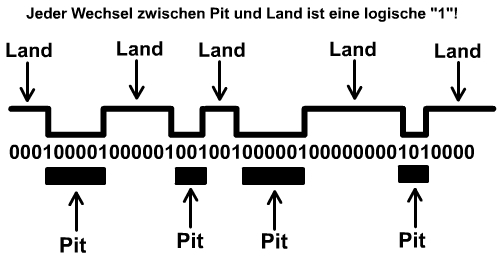 Jeder Wechsel zwischen Pit und Land ist eine logische "1"!
Land Land Land Land Land
000100001000001001001000001000000001010000
Pit Pit Pit Pit